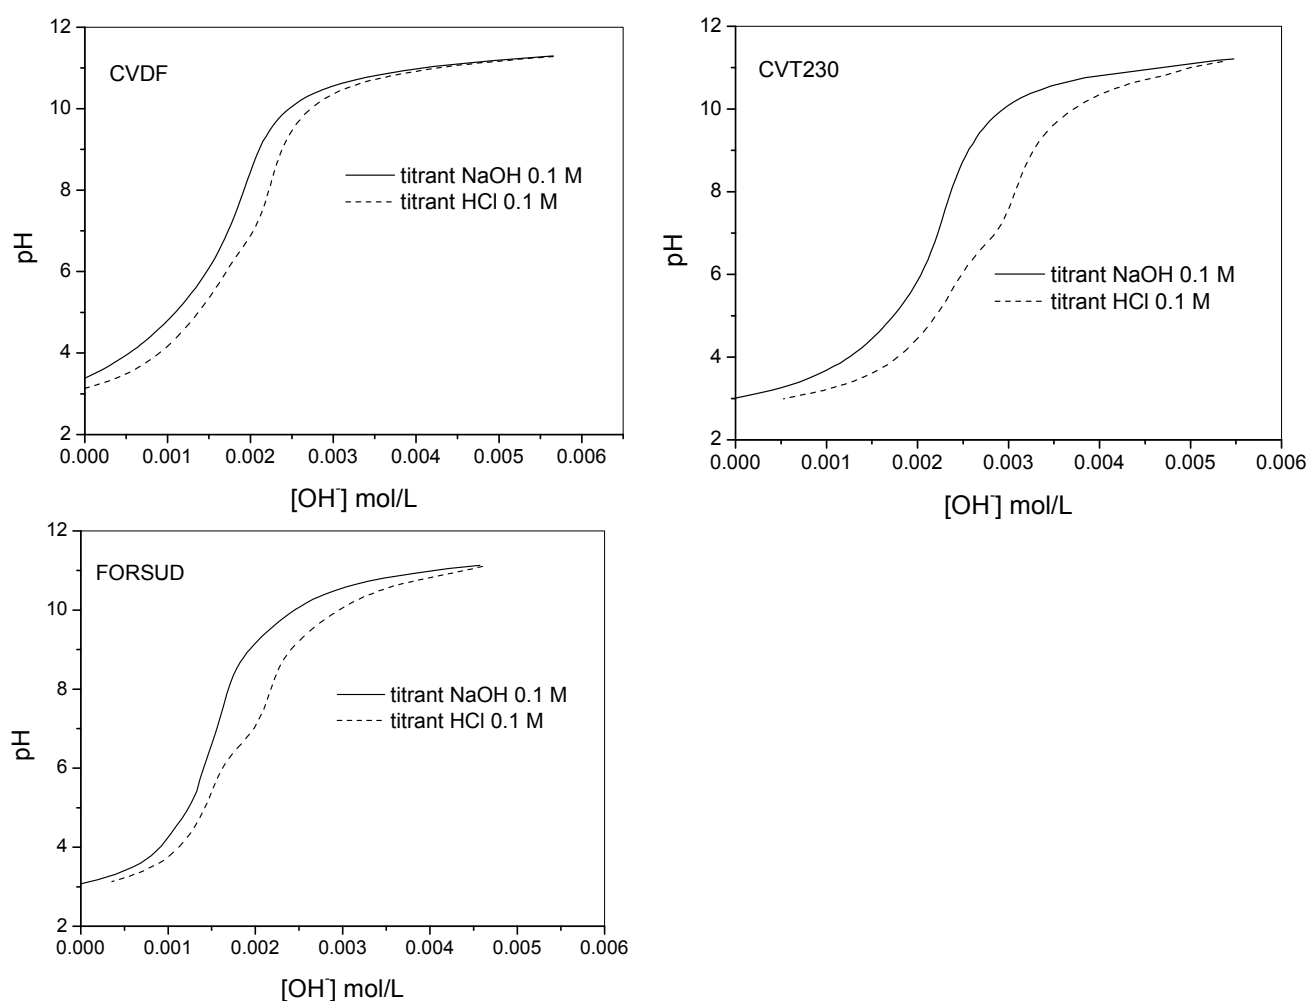 CVDF
12
10
8
6
4
2
pH
titrant NaOH 0.1 M
titrant HCl 0.1 M
0.000 0.001 0.002 0.003 0.004 0.005 0.006
[OH⁻] mol/L
CVT230
12
10
8
6
4
2
pH
titrant NaOH 0.1 M
titrant HCl 0.1 M
0.000 0.001 0.002 0.003 0.004 0.005 0.006
[OH⁻] mol/L
FORSUD
12
10
8
6
4
2
pH
titrant NaOH 0.1 M
titrant HCl 0.1 M
0.000 0.001 0.002 0.003 0.004 0.005 0.006
[OH⁻] mol/L